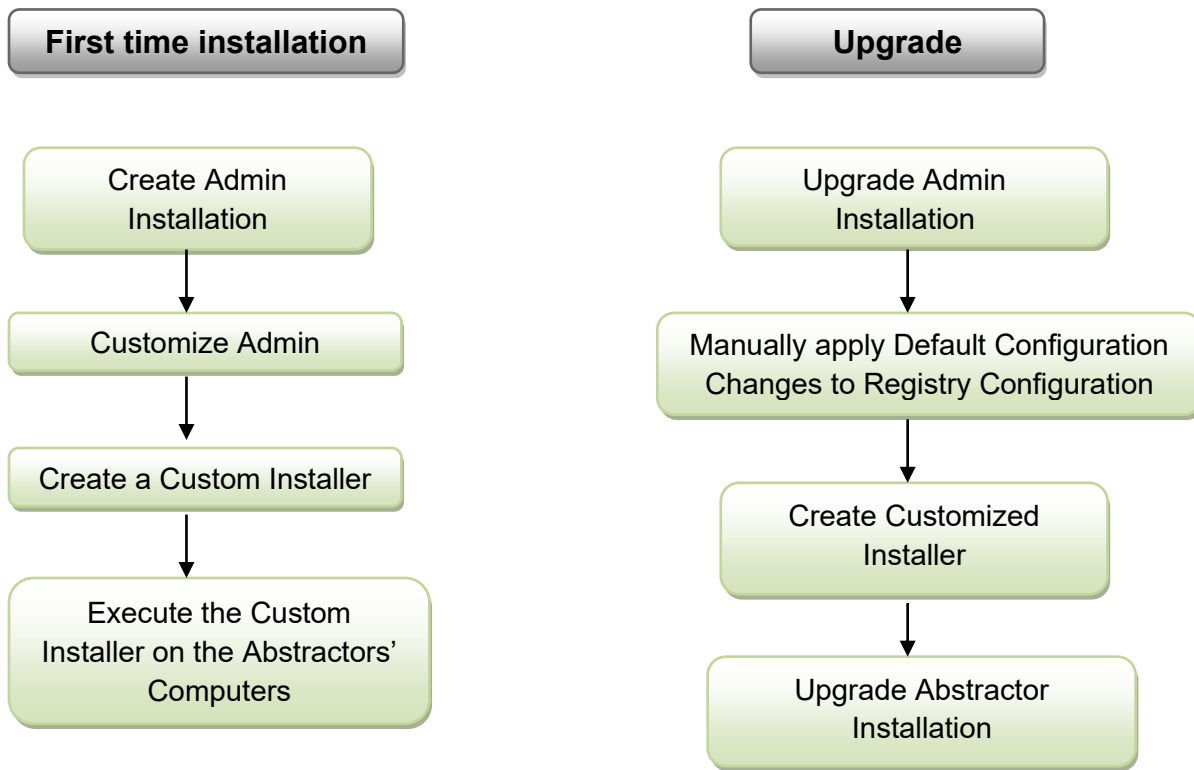 First time installation
Create Admin
Installation
Customize Admin
Create a Custom Installer
Execute the Custom
Installer on the Abstractors’
Computers
Upgrade
Upgrade Admin
Installation
Manually apply Default Configuration
Changes to Registry Configuration
Create Customized
Installer
Upgrade Abstractor
Installation